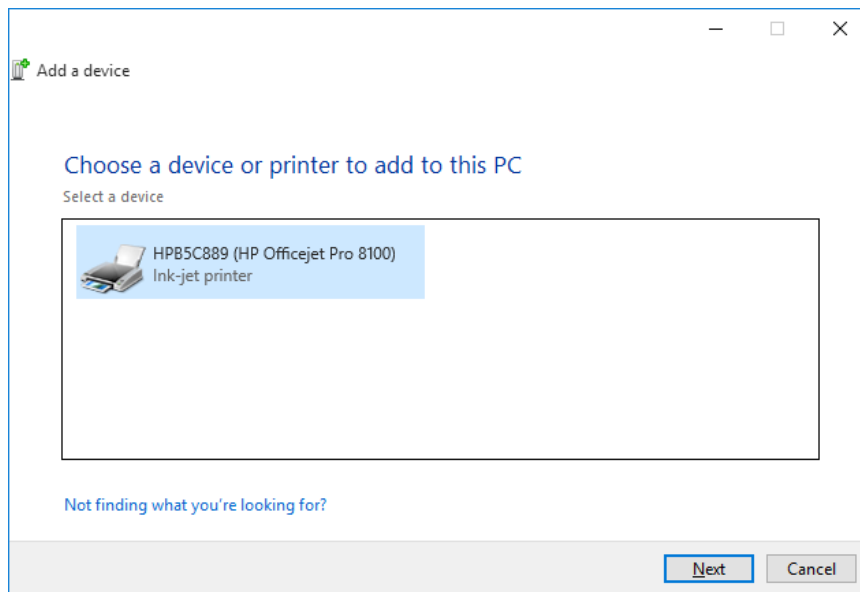 Add a device
Choose a device or printer to add to this PC
Select a device
HPB5C889 (HP Officejet Pro 8100)
Ink-jet printer
Not finding what you're looking for?
Next
Cancel